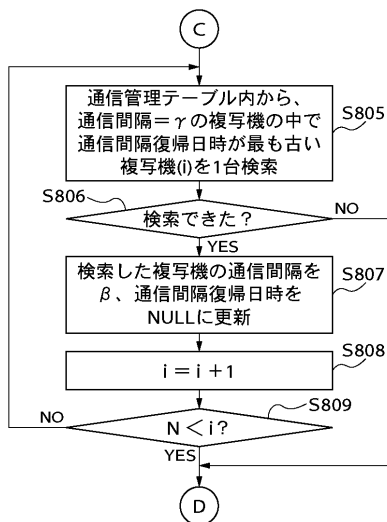 C
通信管理テーブル内から、
通信間隔＝γの複写機の中で
通信間隔復帰日時が最も古い
複写機(i)を1台検索
S805
S806
検索できた？
NO
YES
検索した複写機の通信間隔を
β、通信間隔復帰日時を
NULLに更新
S807
i＝i＋1
S808
NO
N＜i？
S809
YES
D